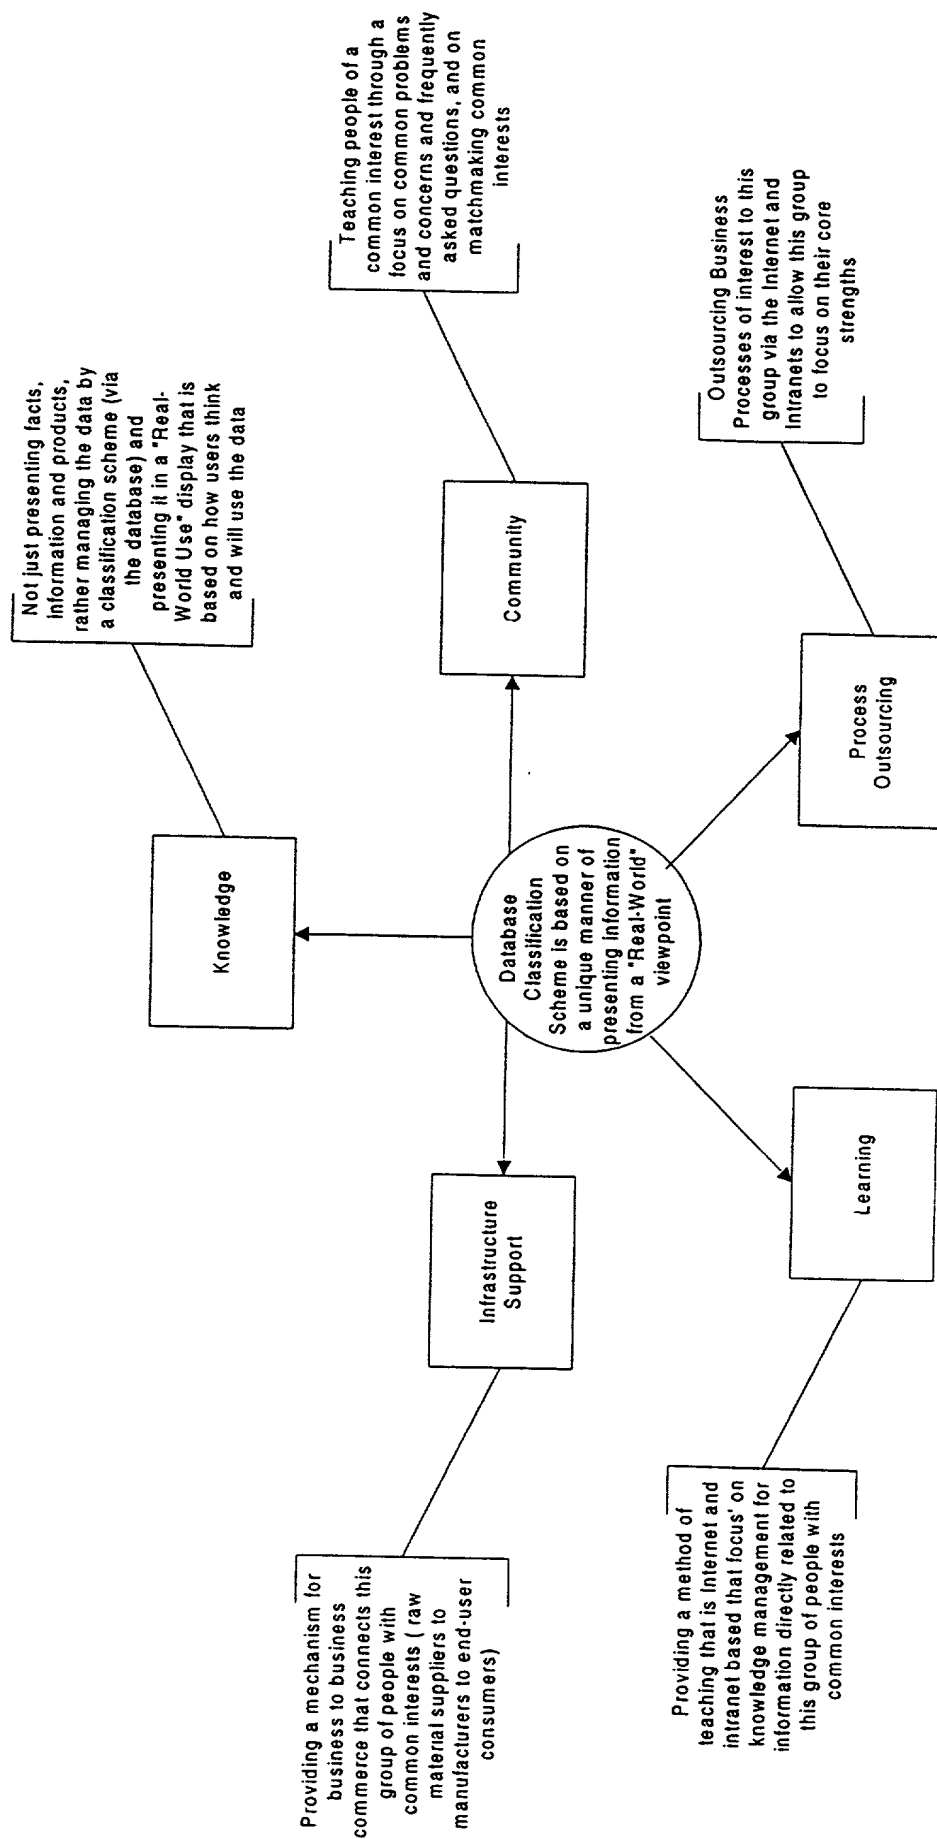 Not just presenting facts,
information and products,
rather managing the data by
a classification scheme (via
the database) and
presenting it in a "Real-
World Use" display that is
based on how users think
and will use the data
Knowledge
Providing a mechanism for
business to business
commerce that connects this
group of people with
common interests ( raw
material suppliers to
manufacturers to end-user
consumers)
Infrastructure
Support
Database
Classification
Scheme is based on
a unique manner of
presenting information
from a "Real-World"
viewpoint
Community
Teaching people of a
common interest through a
focus on common problems
and concerns and frequently
asked questions, and on
matchmaking common
interests
Providing a method of
teaching that is Internet and
intranet based that focus' on
knowledge management for
information directly related to
this group of people with
common interests
Learning
Process
Outsourcing
Outsourcing Business
Processes of interest to this
group via the Internet and
Intranets to allow this group
to focus on their core
strengths